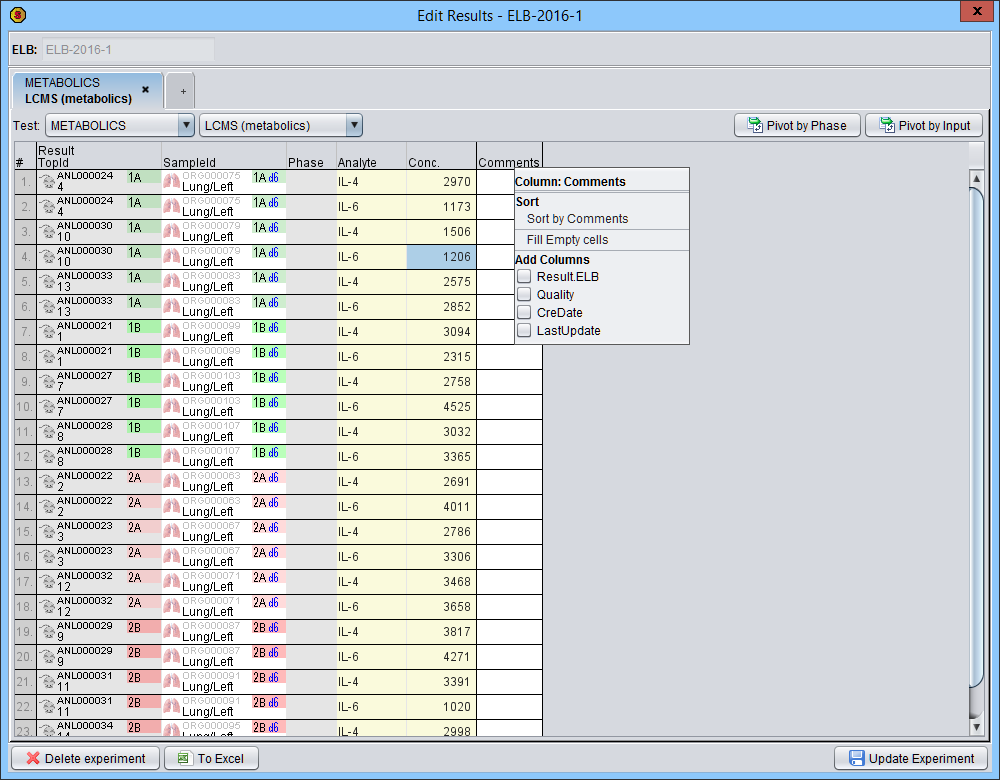 Edit Results - ELB-2016-1
x
ELB: ELB-2016-1
METABOLICS
LCMS (metabolics)
+
Test: METABOLICS LCMS (metabolics) Pivot by Phase Pivot by Input
Result
# TopId SampleId Phase Analyte Conc. Comments
1. ANL000024 4 1A ORG000075 Lung/Left 1A d6 IL-4 2970
2. ANL000024 4 1A ORG000075 Lung/Left 1A d6 IL-6 1173
3. ANL000030 10 1A ORG000079 Lung/Left 1A d6 IL-4 1506
4. ANL000030 10 1A ORG000079 Lung/Left 1A d6 IL-6 1206
5. ANL000033 13 1A ORG000083 Lung/Left 1A d6 IL-4 2575
6. ANL000033 13 1A ORG000083 Lung/Left 1A d6 IL-6 2852
7. ANL000021 1 1B ORG000099 Lung/Left 1B d6 IL-4 3094
8. ANL000021 1 1B ORG000099 Lung/Left 1B d6 IL-6 2315
9. ANL000027 7 1B ORG000103 Lung/Left 1B d6 IL-4 2758
10. ANL000027 7 1B ORG000103 Lung/Left 1B d6 IL-6 4525
11. ANL000028 8 1B ORG000107 Lung/Left 1B d6 IL-4 3032
12. ANL000028 8 1B ORG000107 Lung/Left 1B d6 IL-6 3365
13. ANL000022 2 2A ORG000063 Lung/Left 2A d6 IL-4 2691
14. ANL000022 2 2A ORG000063 Lung/Left 2A d6 IL-6 4011
15. ANL000023 3 2A ORG000067 Lung/Left 2A d6 IL-4 2786
16. ANL000023 3 2A ORG000067 Lung/Left 2A d6 IL-6 3306
17. ANL000032 12 2A ORG000071 Lung/Left 2A d6 IL-4 3468
18. ANL000032 12 2A ORG000071 Lung/Left 2A d6 IL-6 3658
19. ANL000029 9 2B ORG000087 Lung/Left 2B d6 IL-4 3817
20. ANL000029 9 2B ORG000087 Lung/Left 2B d6 IL-6 4271
21. ANL000031 11 2B ORG000091 Lung/Left 2B d6 IL-4 3391
22. ANL000031 11 2B ORG000091 Lung/Left 2B d6 IL-6 1020
23. ANL000034 14 2B ORG000095 Lung/Left 2B d6 IL-4 2998
Column: Comments
Sort
Sort by Comments
Fill Empty cells
Add Columns
Result.ELB
Quality
CreDate
LastUpdate
Delete experiment To Excel Update Experiment